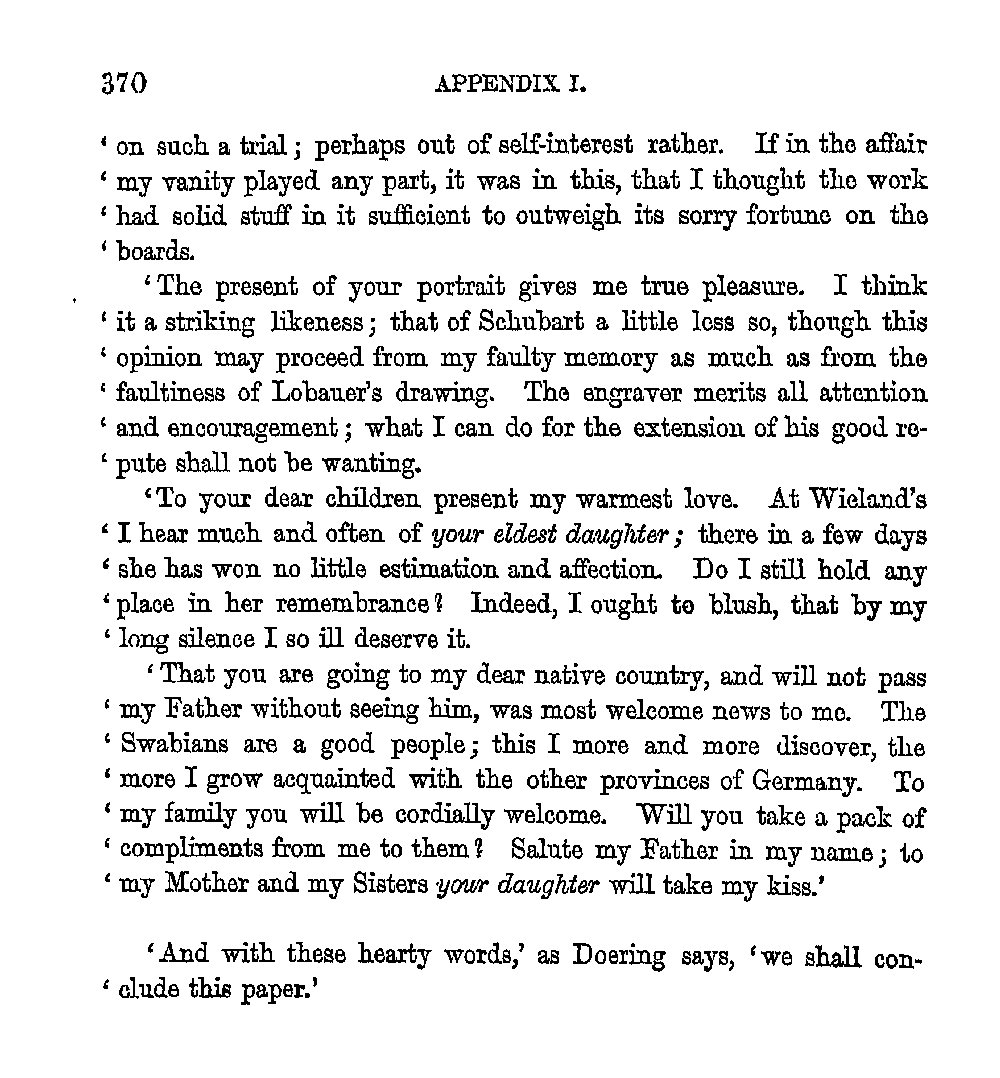 370 APPENDIX I.
‘ on such a trial; perhaps out of self-interest rather. If in the affair
‘ my vanity played any part, it was in this, that I thought the work
‘ had solid stuff in it sufficient to outweigh its sorry fortune on the
‘ boards.
‘The present of your portrait gives me true pleasure. I think
‘ it a striking likeness; that of Schubart a little less so, though this
‘ opinion may proceed from my faulty memory as much as from the
‘ faultiness of Lobauer's drawing. The engraver merits all attention
‘ and encouragement; what I can do for the extension of his good re-
‘ pute shall not be wanting.
‘To your dear children present my warmest love. At Wieland's
‘ I hear much and often of your eldest daughter; there in a few days
‘ she has won no little estimation and affection. Do I still hold any
‘ place in her remembrance? Indeed, I ought to blush, that by my
‘ long silence I so ill deserve it.
‘That you are going to my dear native country, and will not pass
‘ my Father without seeing him, was most welcome news to me. The
‘ Swabians are a good people; this I more and more discover, the
‘ more I grow acquainted with the other provinces of Germany. To
‘ my family you will be cordially welcome. Will you take a pack of
‘ compliments from me to them? Salute my Father in my name; to
‘ my Mother and my Sisters your daughter will take my kiss.’
‘And with these hearty words,’ as Doering says, ‘we shall con-
‘ clude this paper.’